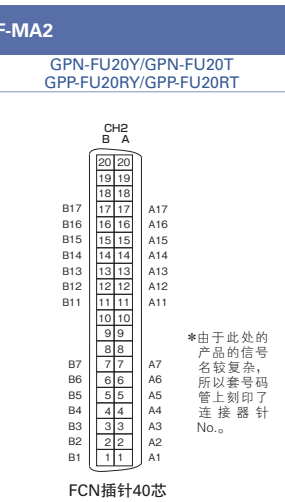 F-MA2
GPN-FU20Y/GPN-FU20T
GPP-FU20RY/GPP-FU20RT
CH2
B A
20 20
19 19
18 18
B17 17 17 A17
B16 16 16 A16
B15 15 15 A15
B14 14 14 A14
B13 13 13 A13
B12 12 12 A12
B11 11 11 A11
10 10
9 9
8 8
B7 7 7 A7
B6 6 6 A6
B5 5 5 A5
B4 4 4 A4
B3 3 3 A3
B2 2 2 A2
B1 1 1 A1
*由于此处的
产品的信号
名较复杂，
所以套号码
管上刻印了
连接器针
No.。
FCN插针40芯